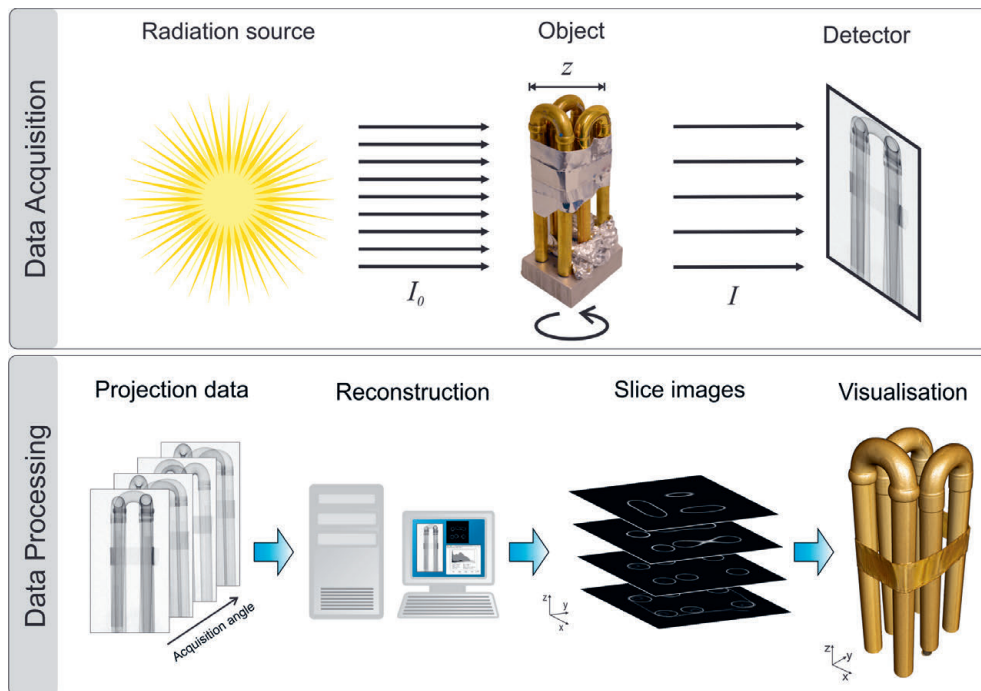 Data Acquisition
Radiation source
Object
Detector
z
I₀
I
Data Processing
Projection data
Reconstruction
Slice images
Visualisation
Acquisition angle
z
y
x
z
y
x